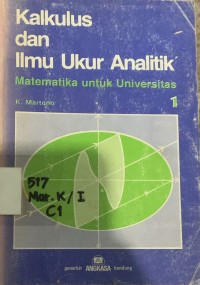 Kalkulus
dan
Ilmu Ukur Analitik
Matematika untuk Universitas
K. Martono
1
517
Mar. K/I
C1
penerbit ANGKASA bandung